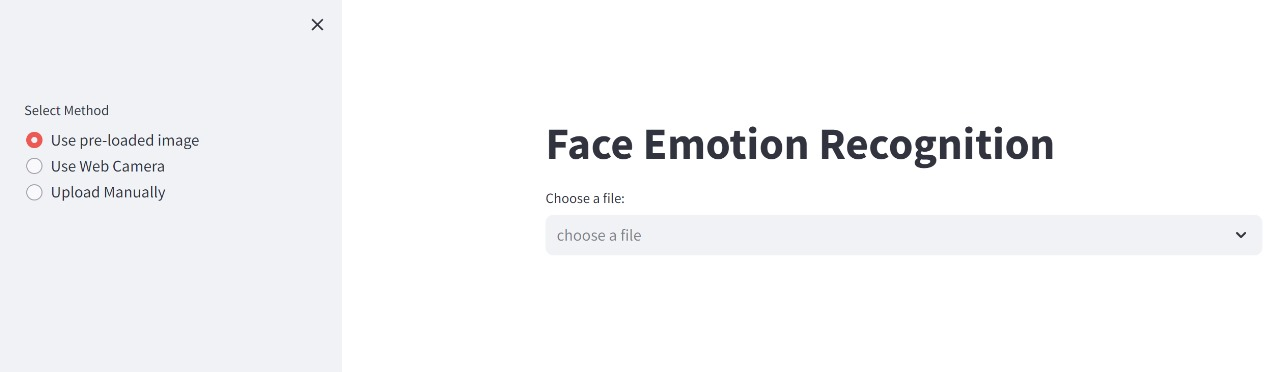 Select Method
Use pre-loaded image
Use Web Camera
Upload Manually
Face Emotion Recognition
Choose a file:
choose a file